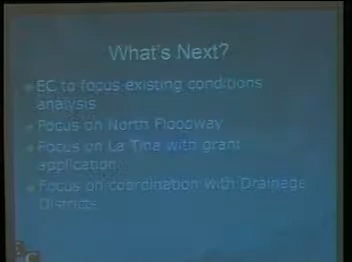 What's Next?
EC to focus existing conditions
analysis
Focus on North Floodway
Focus on La Tina with grant
application
Focus on coordination with Drainage
Districts